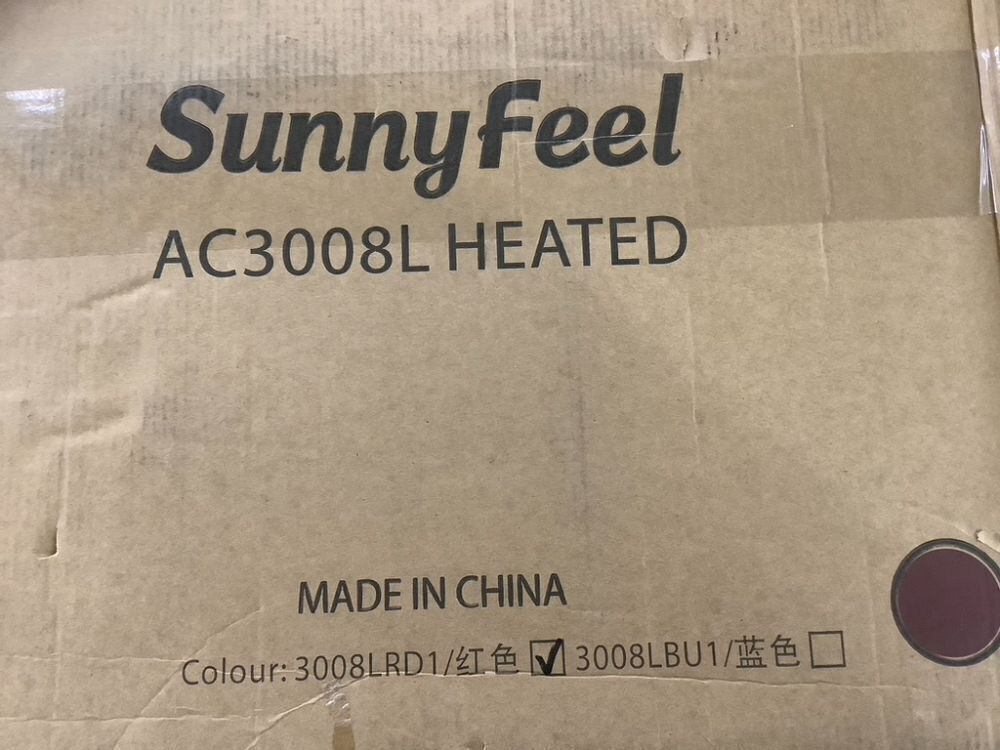 Sunnyfeel
AC3008L HEATED
MADE IN CHINA
Colour: 3008LRD1/红色 ☑ 3008LBU1/蓝色 ☐